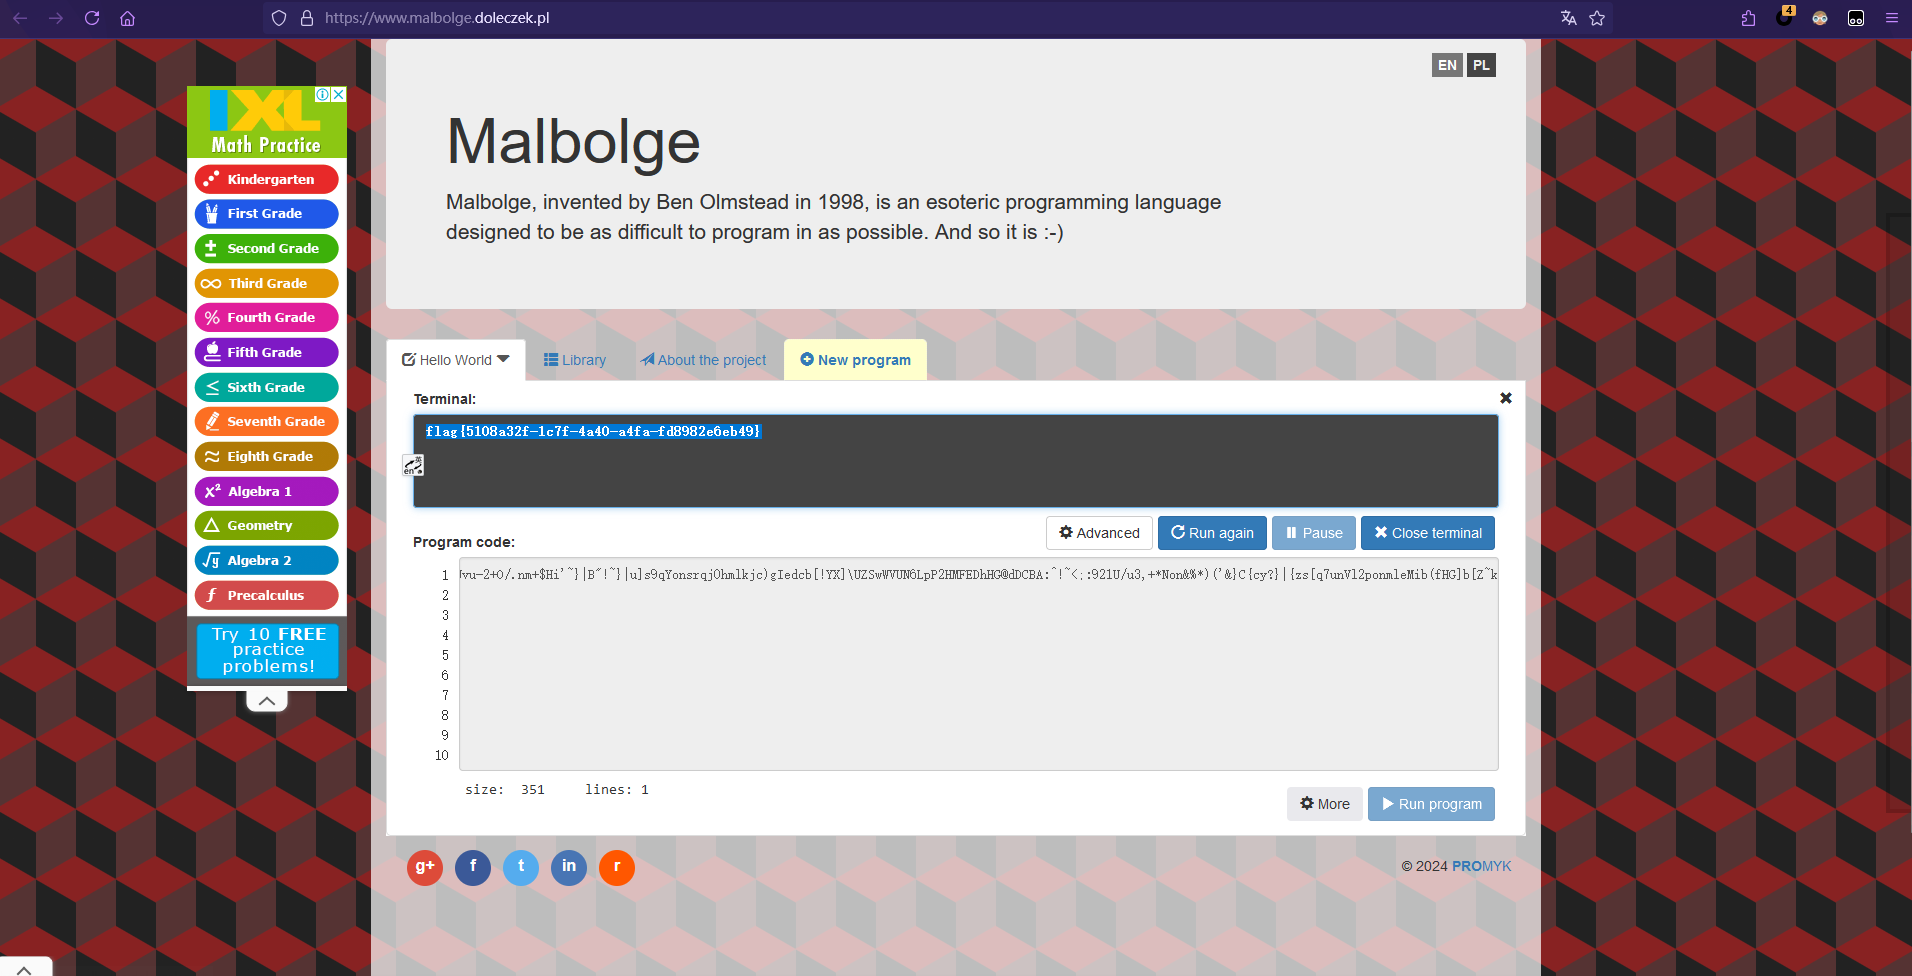 https://www.malbolge.doleczek.pl
4
EN PL
IXL
Math Practice
Kindergarten
First Grade
Second Grade
Third Grade
Fourth Grade
Fifth Grade
Sixth Grade
Seventh Grade
Eighth Grade
Algebra 1
Geometry
Algebra 2
Precalculus
Try 10 FREE
practice
problems!
Malbolge
Malbolge, invented by Ben Olmstead in 1998, is an esoteric programming language
designed to be as difficult to program in as possible. And so it is :-)
Hello World Library About the project New program
Terminal:
flag{5108a32f-1c7f-4a40-a4fa-fd8982e6eb49}
Advanced Run again Pause Close terminal
Program code:
1 vu-2+O/.nm+$Hi'~}|B"!~}|u]s9qYonsrqj0hmlkjc)gIedcb[!YX]\UZSwWVUN6LpP2HMFEDhHG@dDCBA:^!~<;:921U/u3,+*Non&%*)('&}C{cy?}|{zs[q7unVl2ponmleMib(fHG]b[Z~k
2
3
4
5
6
7
8
9
10
size: 351 lines: 1
More Run program
g+ f t in r
© 2024 PROMYK